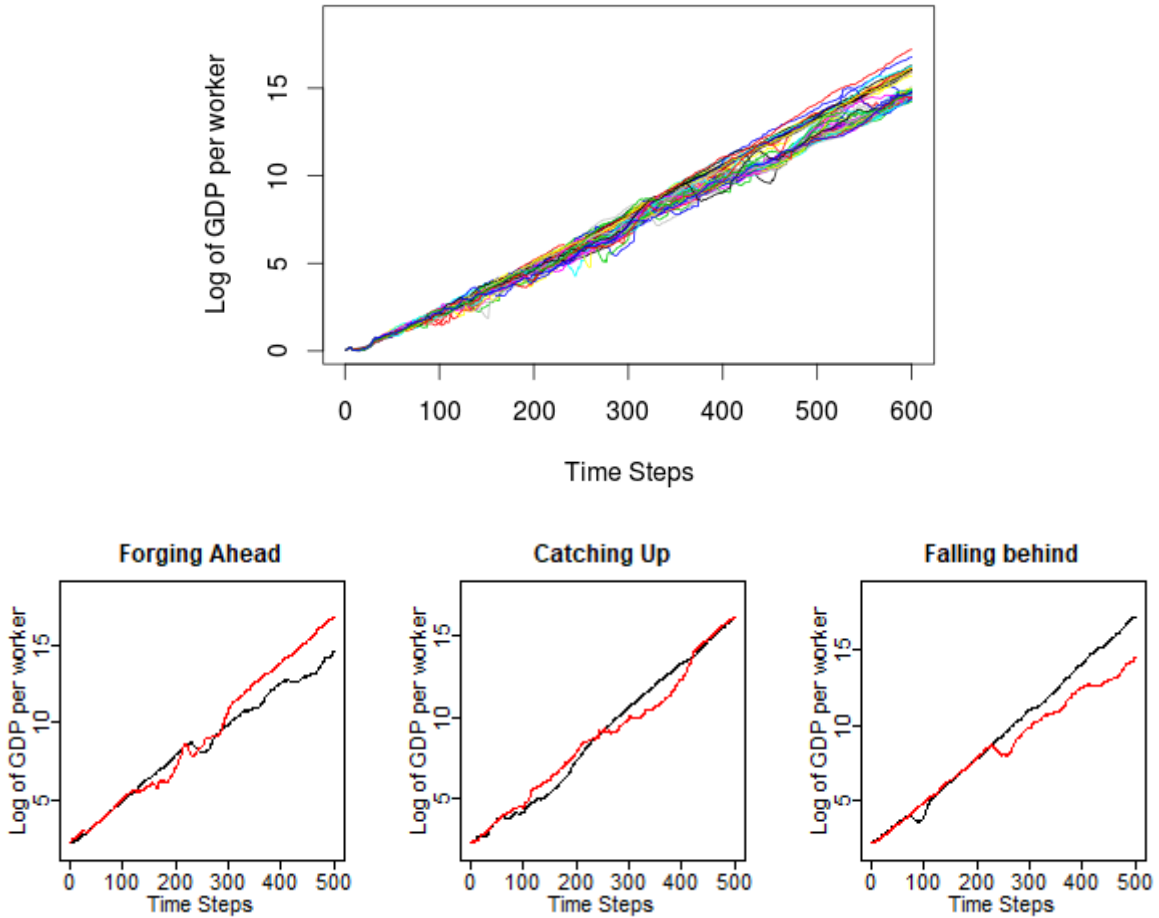 Log of GDP per worker
15
10
5
0
0 100 200 300 400 500 600
Time Steps
Forging Ahead
Log of GDP per worker
15
10
5
0 100 200 300 400 500
Time Steps
Catching Up
Log of GDP per worker
15
10
5
0 100 200 300 400 500
Time Steps
Falling behind
Log of GDP per worker
15
10
5
0 100 200 300 400 500
Time Steps